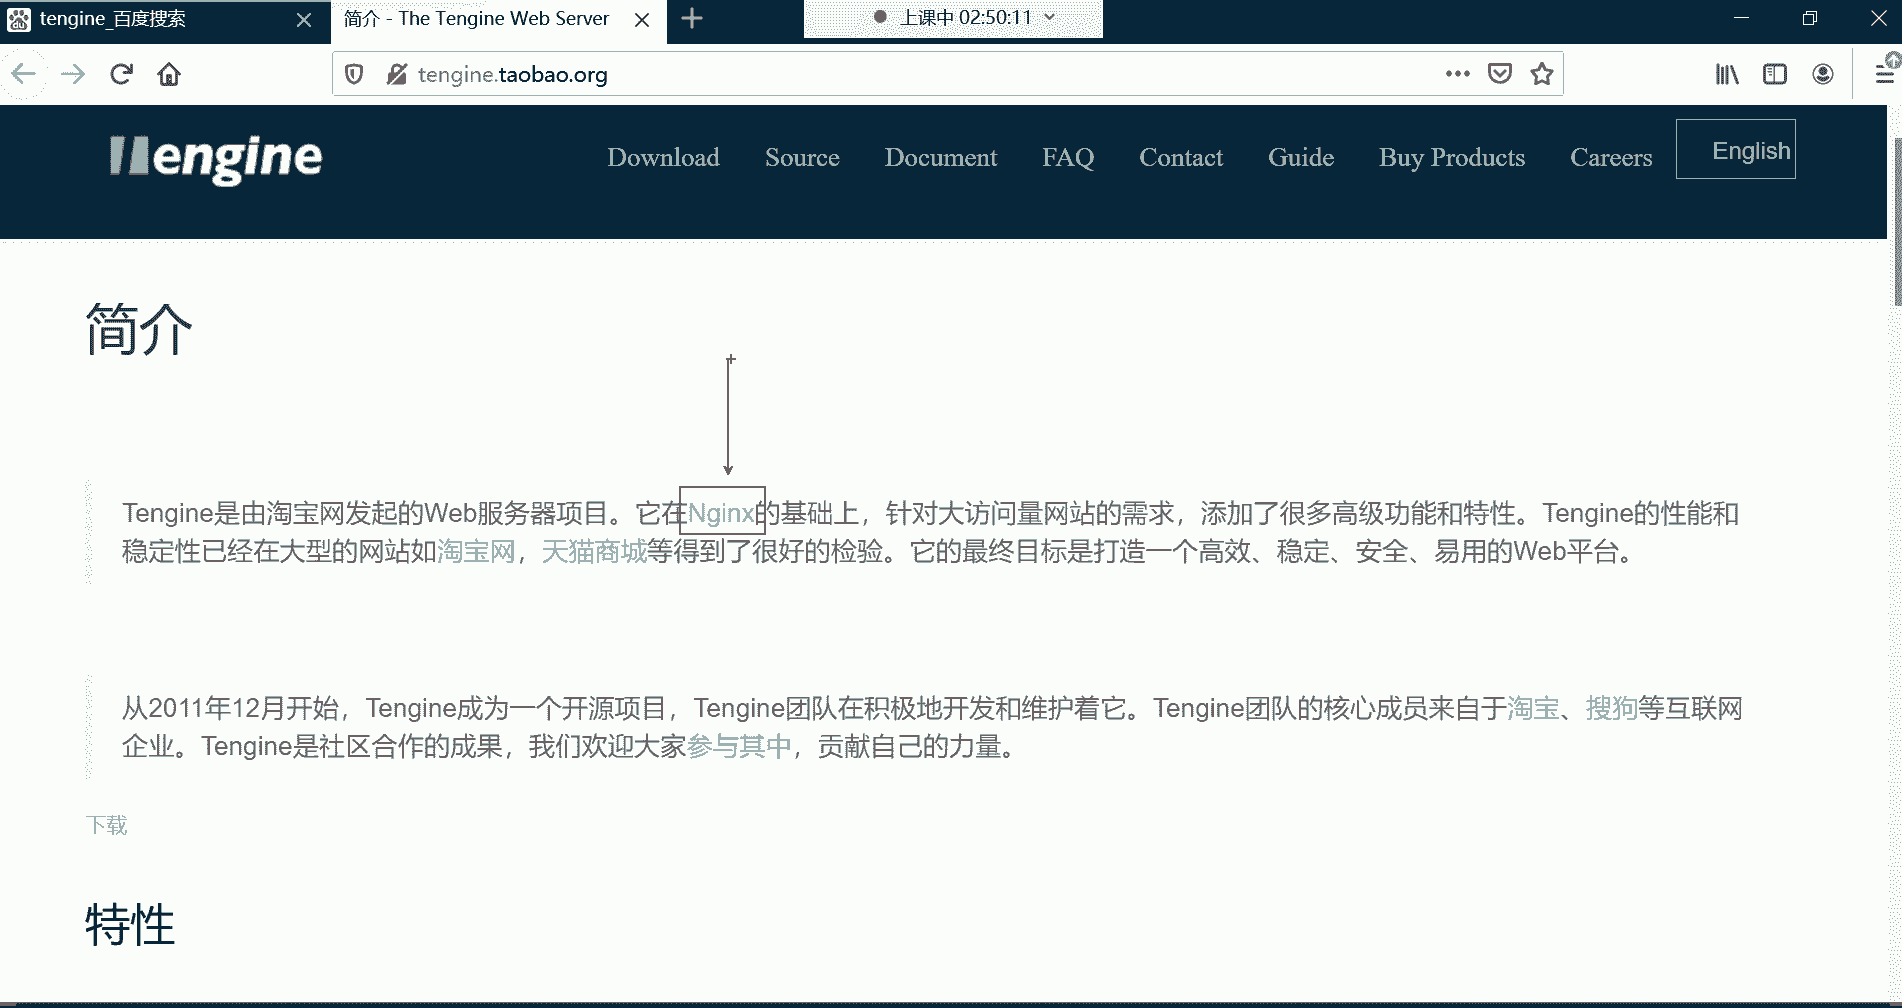 tengine_百度搜索
简介 - The Tengine Web Server
上课中 02:50:11
tengine.taobao.org
Tengine
Download Source Document FAQ Contact Guide Buy Products Careers English
简介
Tengine是由淘宝网发起的Web服务器项目。它在Nginx的基础上，针对大访问量网站的需求，添加了很多高级功能和特性。Tengine的性能和
稳定性已经在大型的网站如淘宝网，天猫商城等得到了很好的检验。它的最终目标是打造一个高效、稳定、安全、易用的Web平台。
从2011年12月开始，Tengine成为一个开源项目，Tengine团队在积极地开发和维护着它。Tengine团队的核心成员来自于淘宝、搜狗等互联网
企业。Tengine是社区合作的成果，我们欢迎大家参与其中，贡献自己的力量。
下载
特性